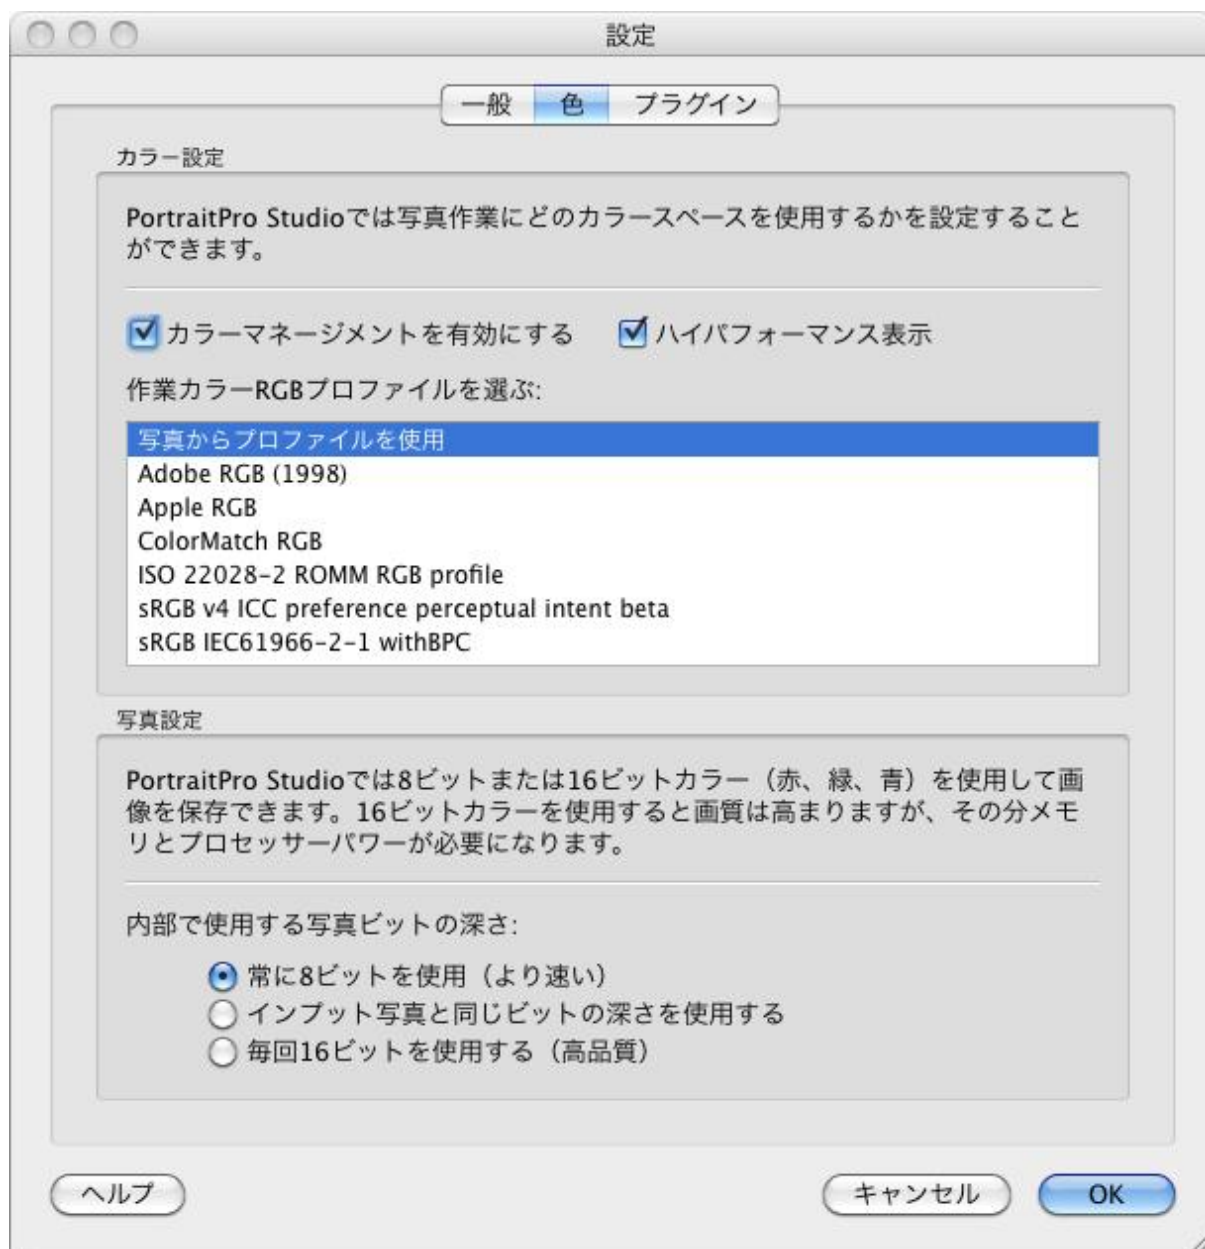 設定
一般 色 プラグイン
カラー設定
PortraitPro Studioでは写真作業にどのカラースペースを使用するかを設定すること
ができます。
カラーマネージメントを有効にする ハイパフォーマンス表示
作業カラーRGBプロファイルを選ぶ:
写真からプロファイルを使用
Adobe RGB (1998)
Apple RGB
ColorMatch RGB
ISO 22028-2 ROMM RGB profile
sRGB v4 ICC preference perceptual intent beta
sRGB IEC61966-2-1 withBPC
写真設定
PortraitPro Studioでは8ビットまたは16ビットカラー（赤、緑、青）を使用して画
像を保存できます。16ビットカラーを使用すると画質は高まりますが、その分メモ
リとプロセッサーパワーが必要になります。
内部で使用する写真ビットの深さ:
常に8ビットを使用（より速い）
インプット写真と同じビットの深さを使用する
毎回16ビットを使用する（高品質）
ヘルプ キャンセル OK